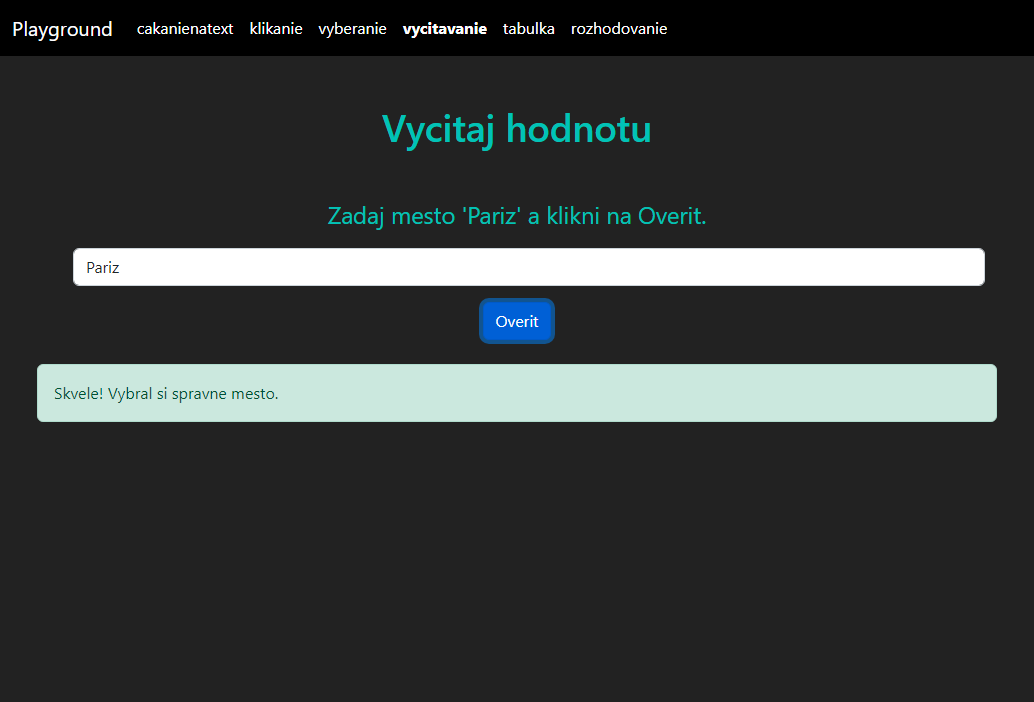 Playground cakanienatext klikanie vyberanie vycitavanie tabulka rozhodovanie
Vycitaj hodnotu
Zadaj mesto 'Pariz' a klikni na Overit.
Pariz
Overit
Skvele! Vybral si spravne mesto.